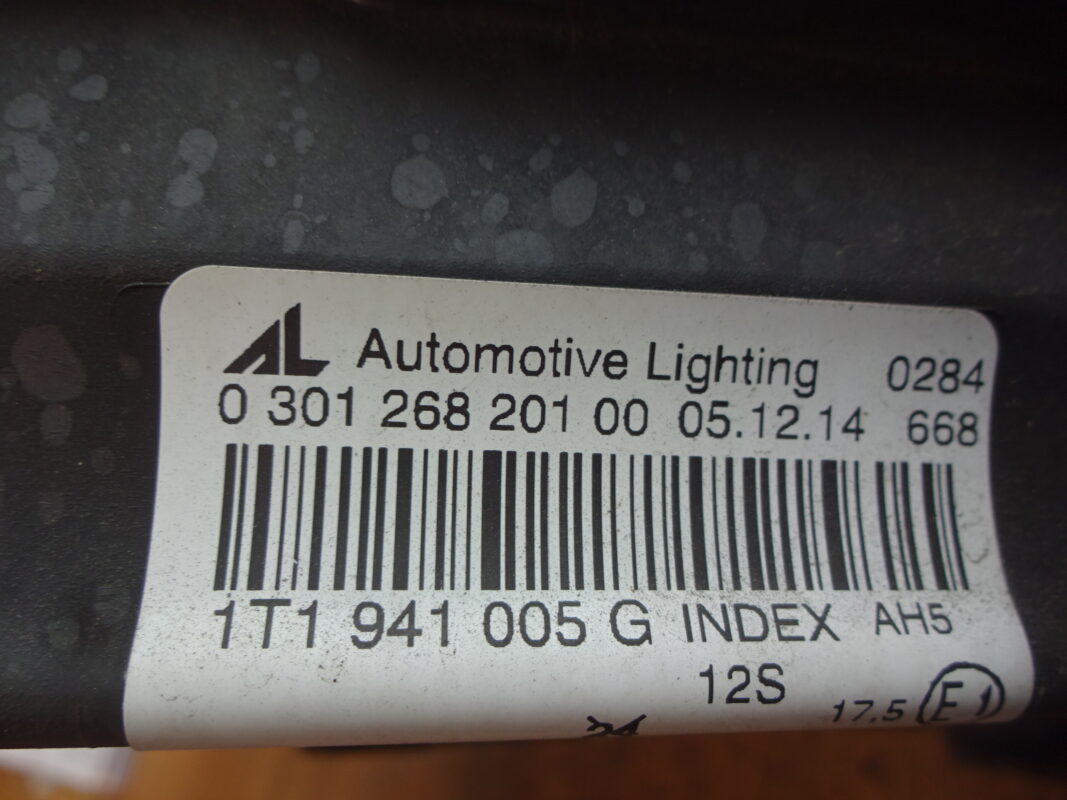 AL Automotive Lighting 0284
0 301 268 201 00 05.12.14 668
1T1 941 005 G INDEX AH5
12S
17.5 E1
24